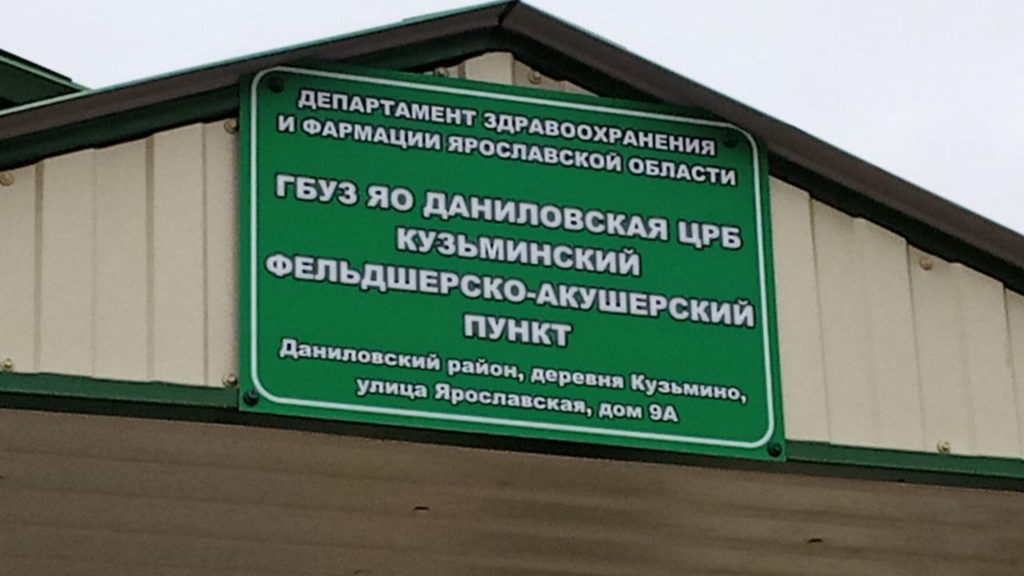 ДЕПАРТАМЕНТ ЗДРАВООХРАНЕНИЯ
И ФАРМАЦИИ ЯРОСЛАВСКОЙ ОБЛАСТИ
ГБУЗ ЯО ДАНИЛОВСКАЯ ЦРБ
КУЗЬМИНСКИЙ
ФЕЛЬДШЕРСКО-АКУШЕРСКИЙ
ПУНКТ
Даниловский район, деревня Кузьмино,
улица Ярославская, дом 9А